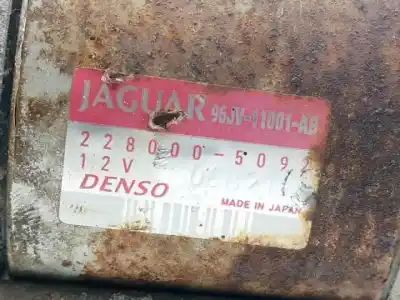 JAGUAR 96JV-11001-AB
228000-5092
12V
DENSO
MADE IN JAPAN